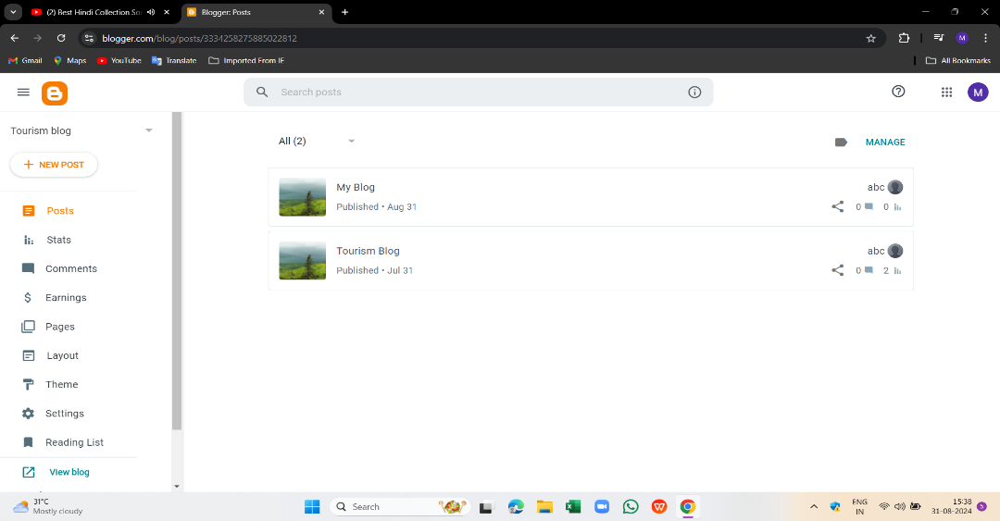 (2) Best Hindi Collection So
Blogger: Posts
blogger.com/blog/posts/3334258275885022812
M
Gmail
Maps
YouTube
Translate
Imported From IE
All Bookmarks
Search posts
M
Tourism blog
NEW POST
Posts
Stats
Comments
Earnings
Pages
Layout
Theme
Settings
Reading List
View blog
All (2)
MANAGE
My Blog
Published • Aug 31
abc
0
0
Tourism Blog
Published • Jul 31
abc
0
2
31°C
Mostly cloudy
Search
ENG
IN
15:38
31-08-2024
5